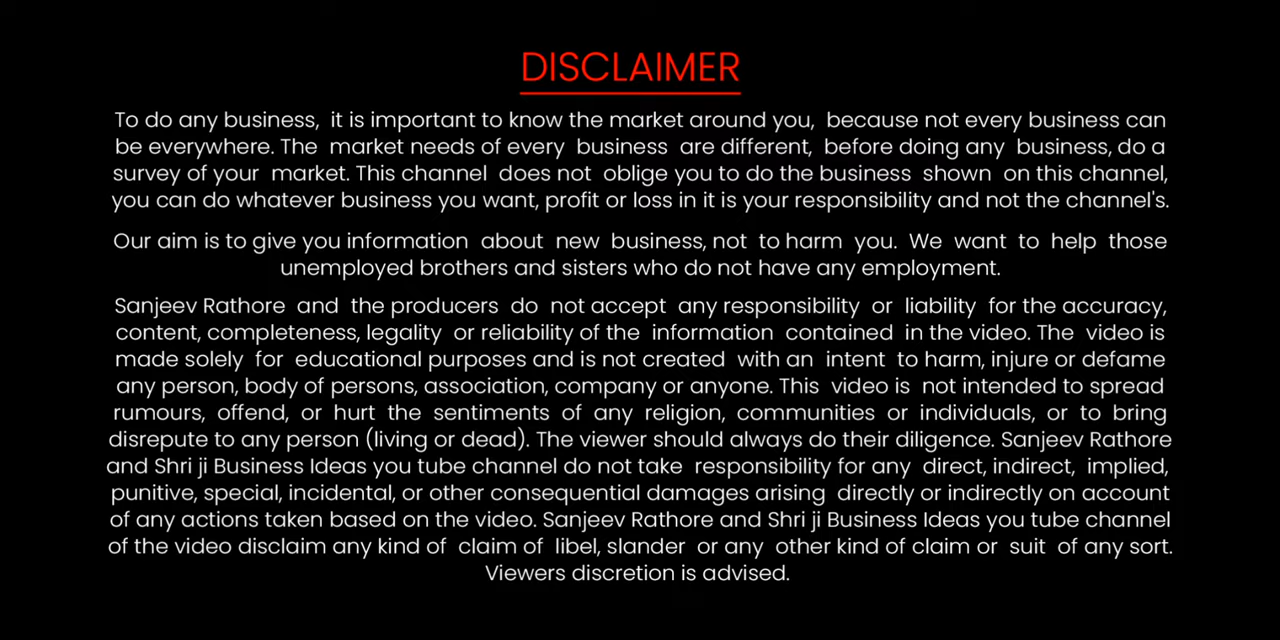 DISCLAIMER
To do any business, it is important to know the market around you, because not every business can
be everywhere. The market needs of every business are different, before doing any business, do a
survey of your market. This channel does not oblige you to do the business shown on this channel,
you can do whatever business you want, profit or loss in it is your responsibility and not the channel's.
Our aim is to give you information about new business, not to harm you. We want to help those
unemployed brothers and sisters who do not have any employment.
Sanjeev Rathore and the producers do not accept any responsibility or liability for the accuracy,
content, completeness, legality or reliability of the information contained in the video. The video is
made solely for educational purposes and is not created with an intent to harm, injure or defame
any person, body of persons, association, company or anyone. This video is not intended to spread
rumours, offend, or hurt the sentiments of any religion, communities or individuals, or to bring
disrepute to any person (living or dead). The viewer should always do their diligence. Sanjeev Rathore
and Shri ji Business Ideas you tube channel do not take responsibility for any direct, indirect, implied,
punitive, special, incidental, or other consequential damages arising directly or indirectly on account
of any actions taken based on the video. Sanjeev Rathore and Shri ji Business Ideas you tube channel
of the video disclaim any kind of claim of libel, slander or any other kind of claim or suit of any sort.
Viewers discretion is advised.